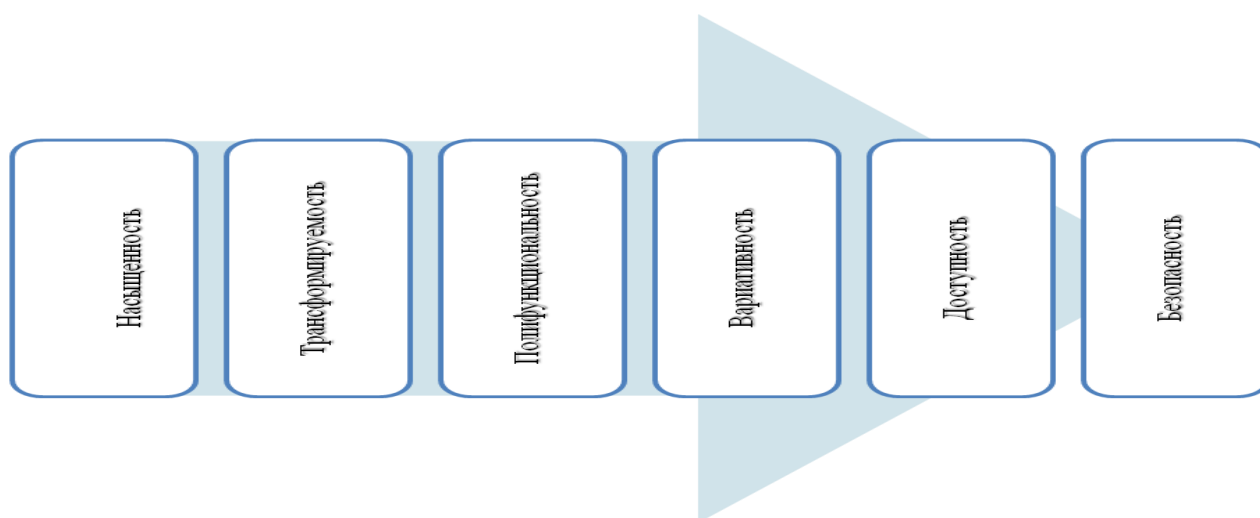 Насыщенность
Трансформируемость
Полифункциональность
Вариативность
Доступность
Безопасность